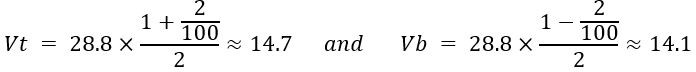 Vt = 28.8 × (1 + 2/100)/2 ≈ 14.7 and Vb = 28.8 × (1 − 2/100)/2 ≈ 14.1